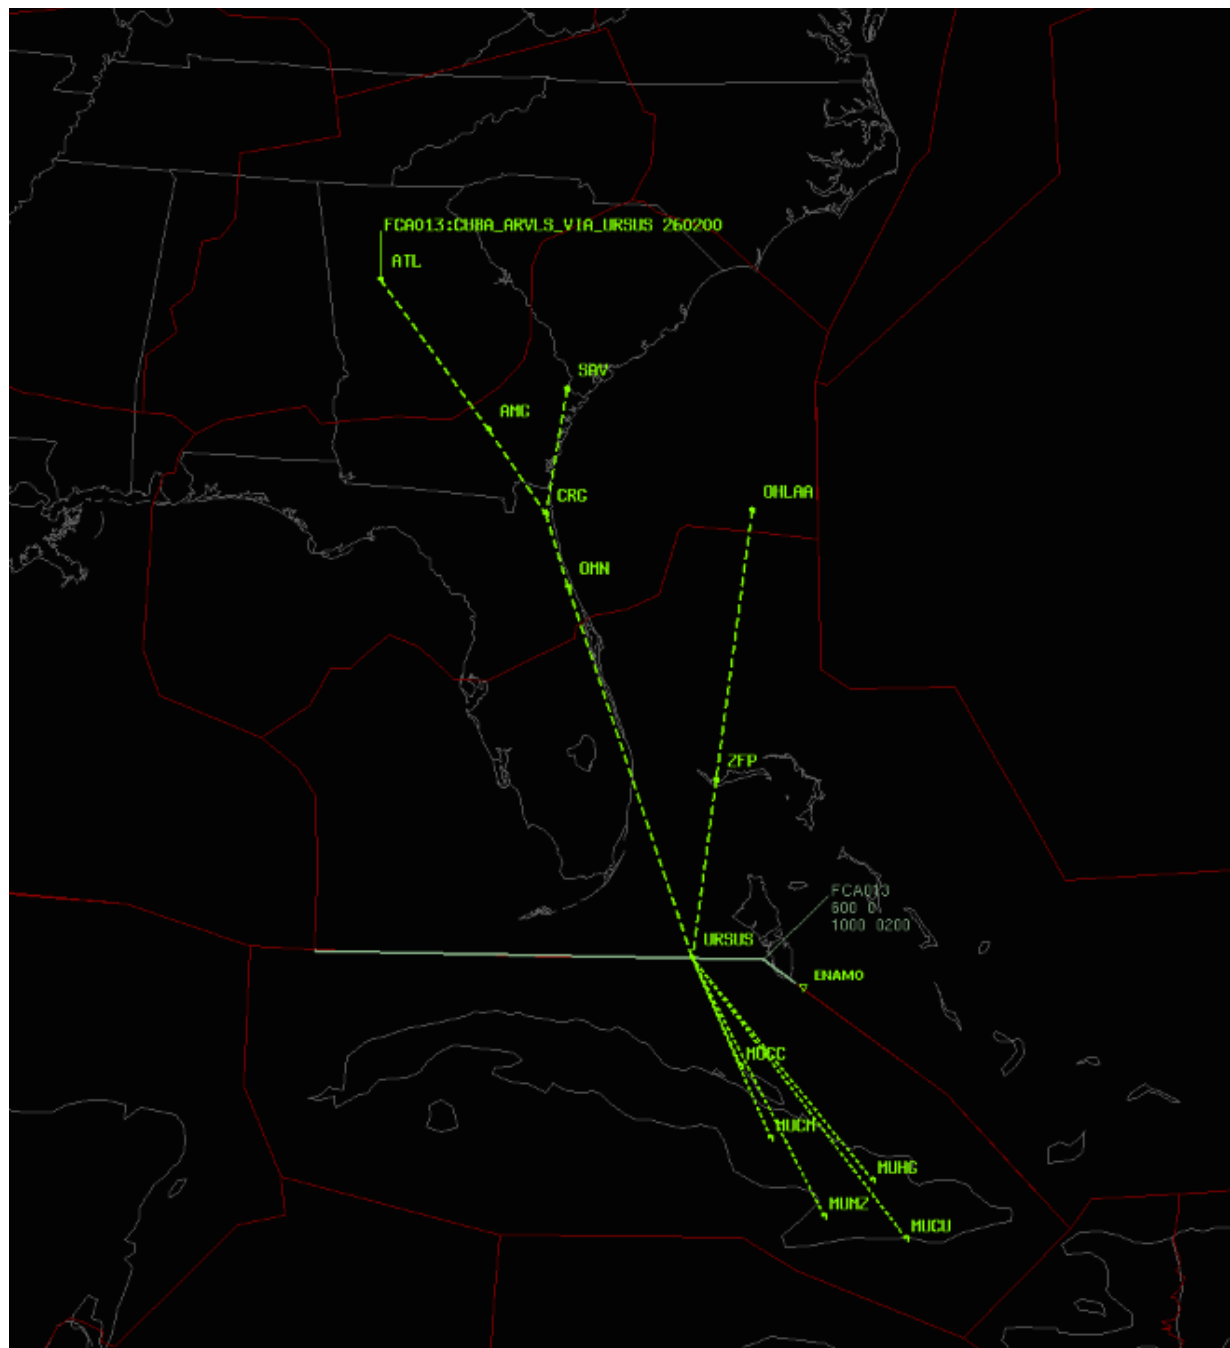 FCA013:CUBA_ARVLS_VIA_URSUS 260200
ATL
SAV
AMG
CRG
OHLAA
OMN
ZFP
FCA013
600 0
1000 0200
URSUS
ENAMO
MUCM
MUHG
MUMZ
MUCU